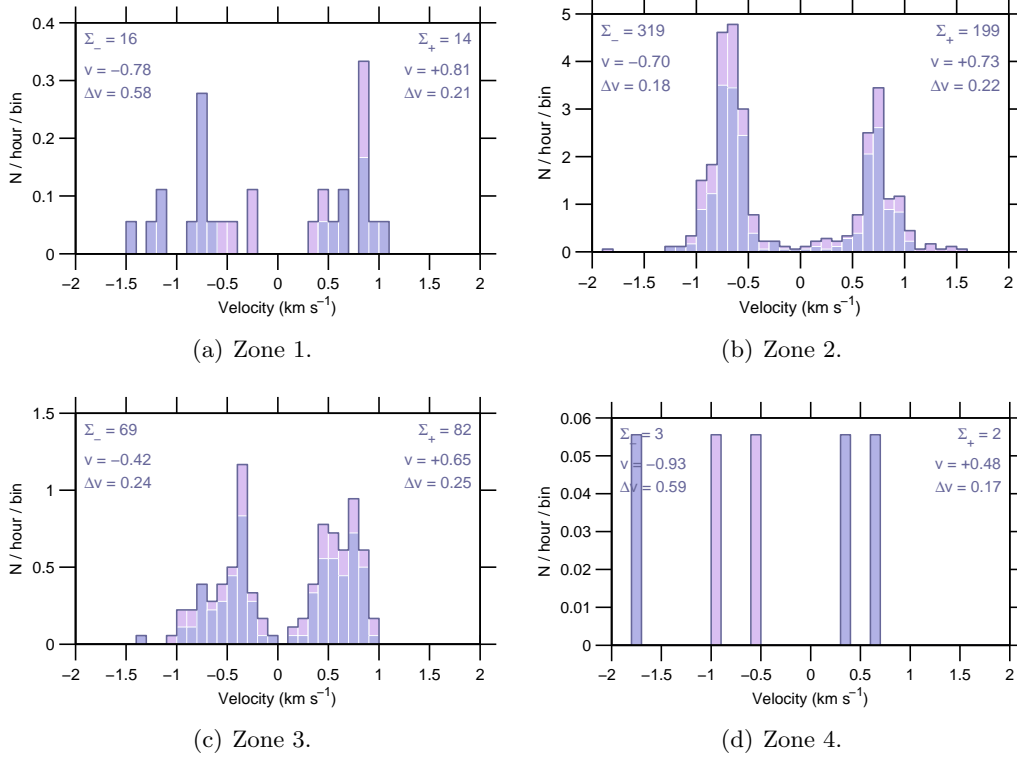 Σ− = 16
Σ+ = 14
v = −0.78
v = +0.81
Δv 0.58
Δv 0.21
0.4
0.3
0.2
0.1
0
N / hour / bin
−2 −1.5 −1 −0.5 0 0.5 1 1.5 2
Velocity (km s−1)
(a) Zone 1.
Σ− = 319
Σ+ = 199
v = −0.70
v = +0.73
Δv 0.18
Δv 0.22
5
4
3
2
1
0
N / hour / bin
−2 −1.5 −1 −0.5 0 0.5 1 1.5 2
Velocity (km s−1)
(b) Zone 2.
Σ− = 69
Σ+ = 82
v = −0.42
v = +0.65
Δv 0.24
Δv 0.25
1.5
1
0.5
0
N / hour / bin
−2 −1.5 −1 −0.5 0 0.5 1 1.5 2
Velocity (km s−1)
(c) Zone 3.
Σ− = 3
Σ+ = 2
v = −0.93
v = +0.48
Δv 0.59
Δv 0.17
0.06
0.05
0.04
0.03
0.02
0.01
0
N / hour / bin
−2 −1.5 −1 −0.5 0 0.5 1 1.5 2
Velocity (km s−1)
(d) Zone 4.